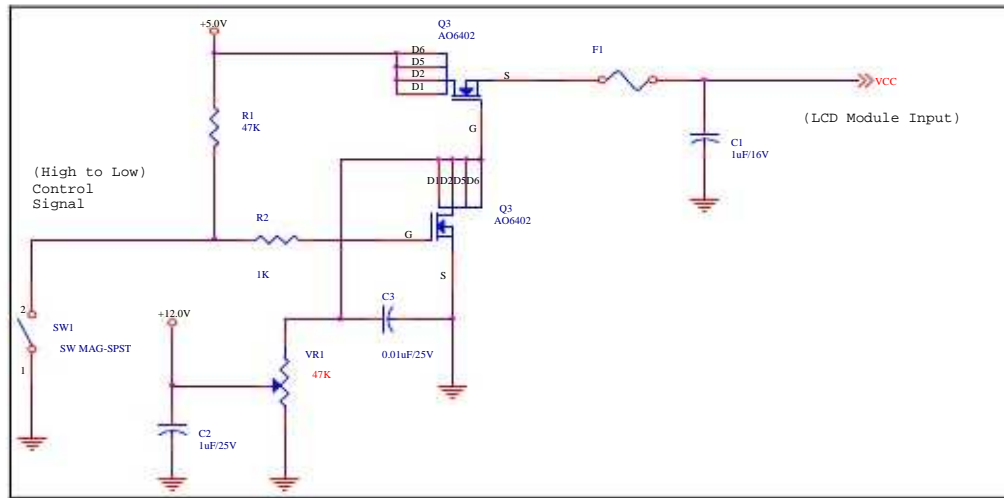 +5.0V
Q3
AO6402
F1
D6
D5
D2
D1
S
VCC
(LCD Module Input)
G
R1
47K
C1
1uF/16V
(High to Low)
Control
Signal
D1D2D5D6
Q3
AO6402
R2
G
1K
S
C3
2
+12.0V
SW1
SW MAG-SPST
VR1
0.01uF/25V
47K
1
C2
1uF/25V